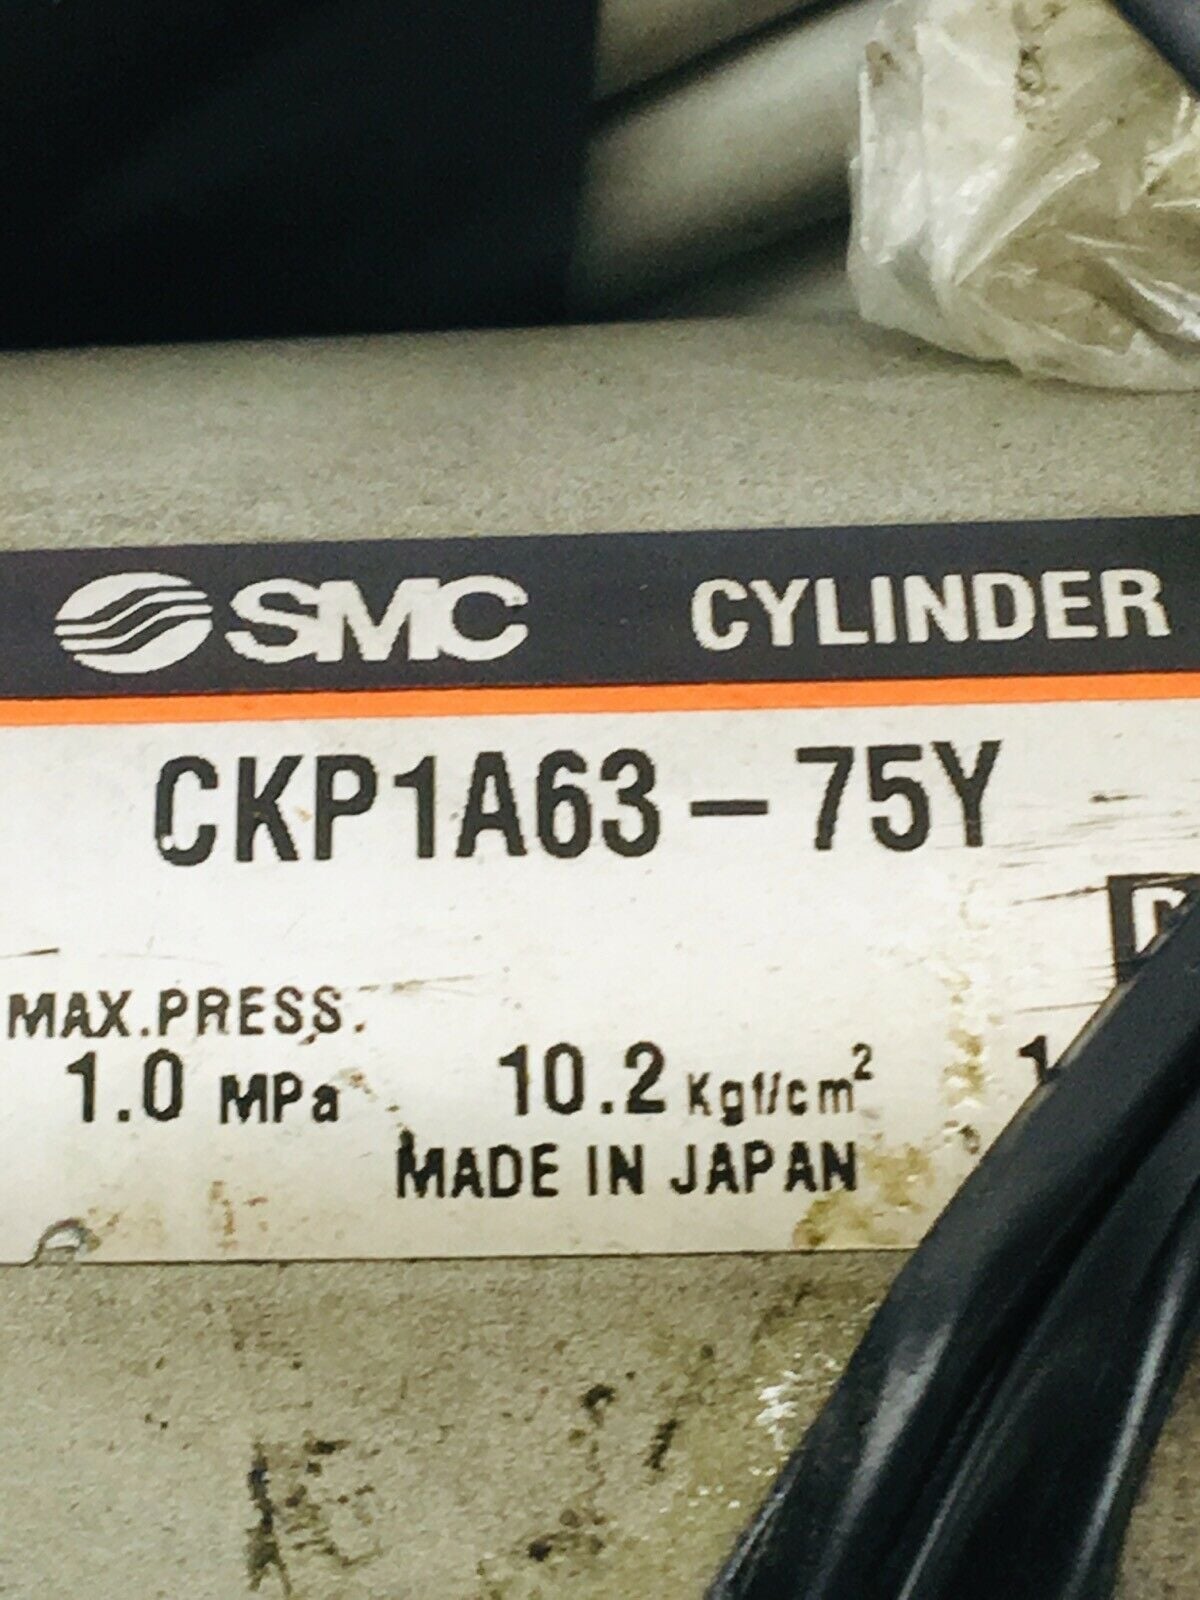 SMC CYLINDER
CKP1A63-75Y
MAX.PRESS.
1.0 MPa 10.2 Kgf/cm²
MADE IN JAPAN